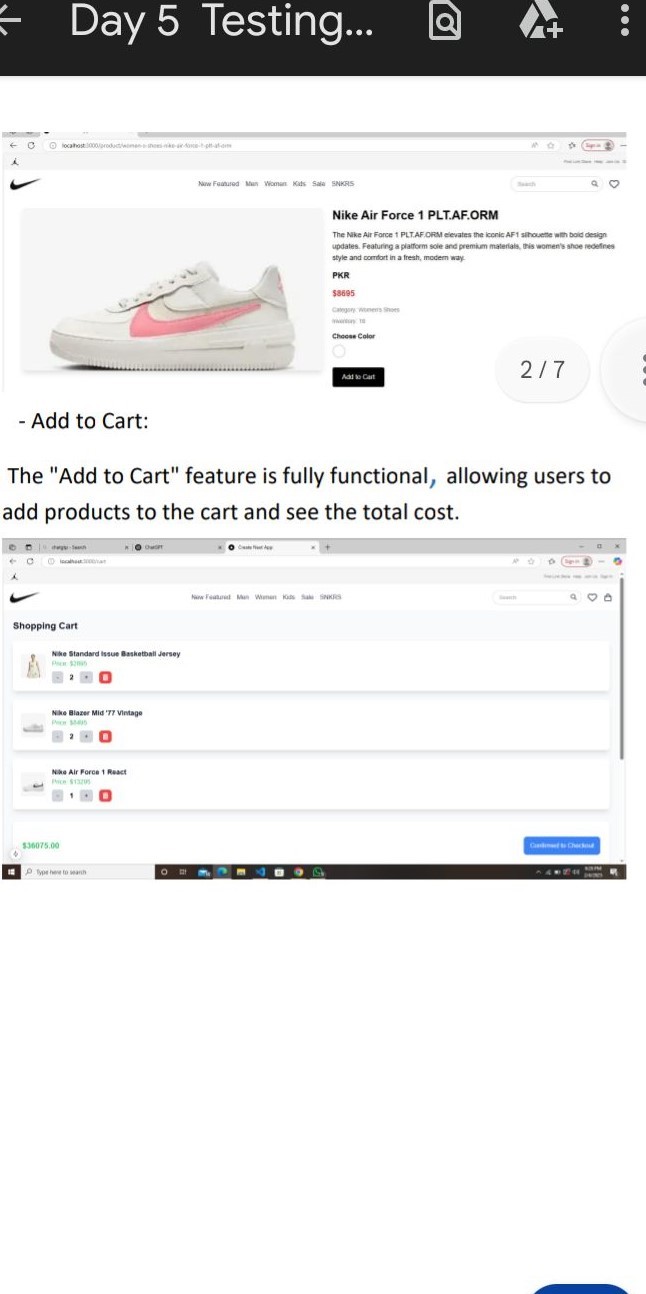 Day 5 Testing...
localhost:3000/product/women-s-shoes-nike-air-force-1-plt-af-orm
Sign in
New Featured Men Women Kids Sale SNKRS
Search
Nike Air Force 1 PLT.AF.ORM
The Nike Air Force 1 PLT.AF.ORM elevates the iconic AF1 silhouette with bold design
updates. Featuring a platform sole and premium materials, this women's shoe redefines
style and comfort in a fresh, modern way.
PKR
$8695
Category: Women's Shoes
Inventory: 
Choose Color
Add to Cart
2 / 7
- Add to Cart:
The "Add to Cart" feature is fully functional, allowing users to
add products to the cart and see the total cost.
ChatGPT
Create Next App
localhost:3000/cart
Sign in
New Featured Men Women Kids Sale SNKRS
Search
Shopping Cart
Nike Standard Issue Basketball Jersey
Price: $2895
- 2 +
Nike Blazer Mid '77 Vintage
Price: $8495
- 2 +
Nike Air Force 1 React
Price: $13295
- 1 +
$36075.00
Confirmed to Checkout
Type here to search